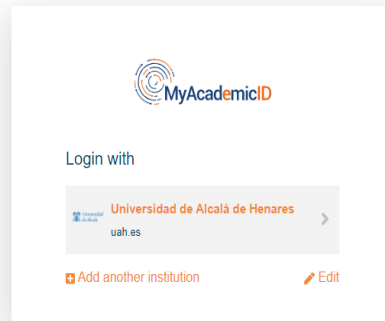 MyAcademicID
Login with
Universidad de Alcalá de Henares
uah.es
Add another institution
Edit